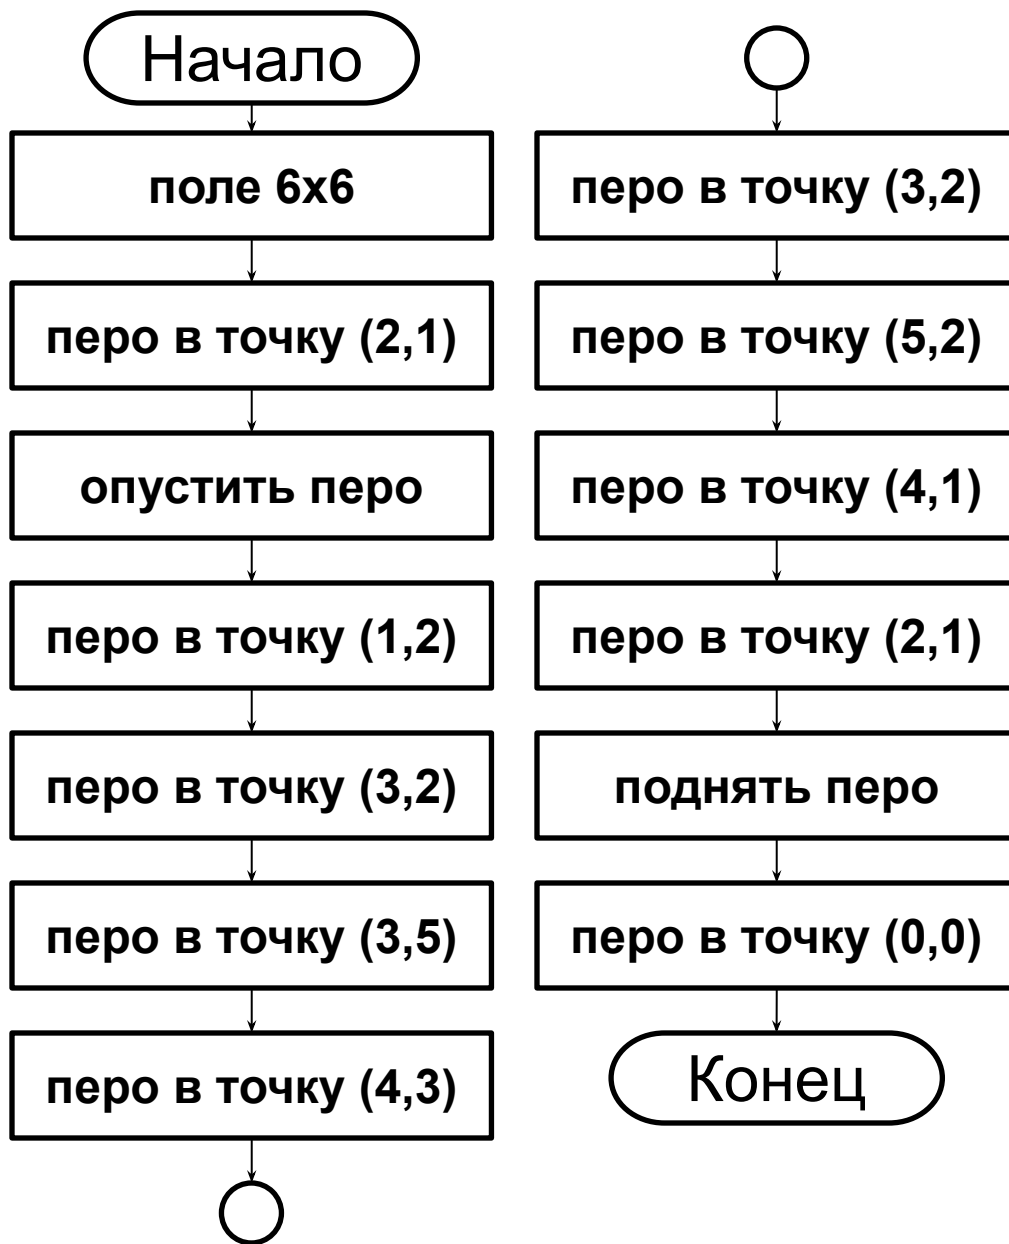 Начало
поле 6x6
перо в точку (2,1)
опустить перо
перо в точку (1,2)
перо в точку (3,2)
перо в точку (3,5)
перо в точку (4,3)
перо в точку (3,2)
перо в точку (5,2)
перо в точку (4,1)
перо в точку (2,1)
поднять перо
перо в точку (0,0)
Конец